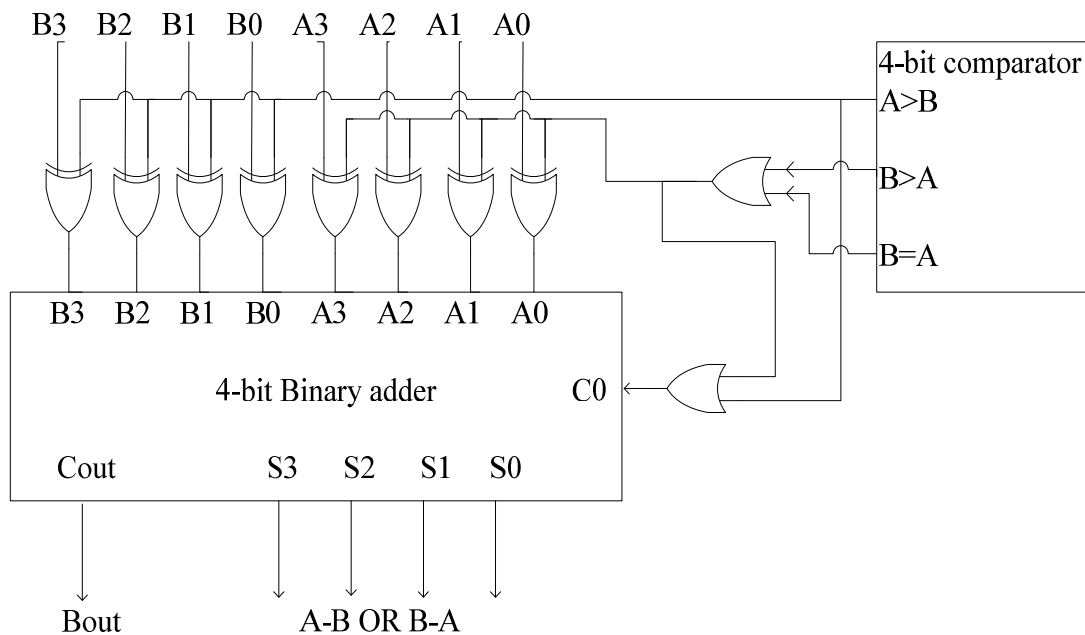 B3 B2 B1 B0 A3 A2 A1 A0
4-bit comparator
A>B
B>A
B=A
B3 B2 B1 B0 A3 A2 A1 A0
4-bit Binary adder
C0
Cout S3 S2 S1 S0
Bout A-B OR B-A